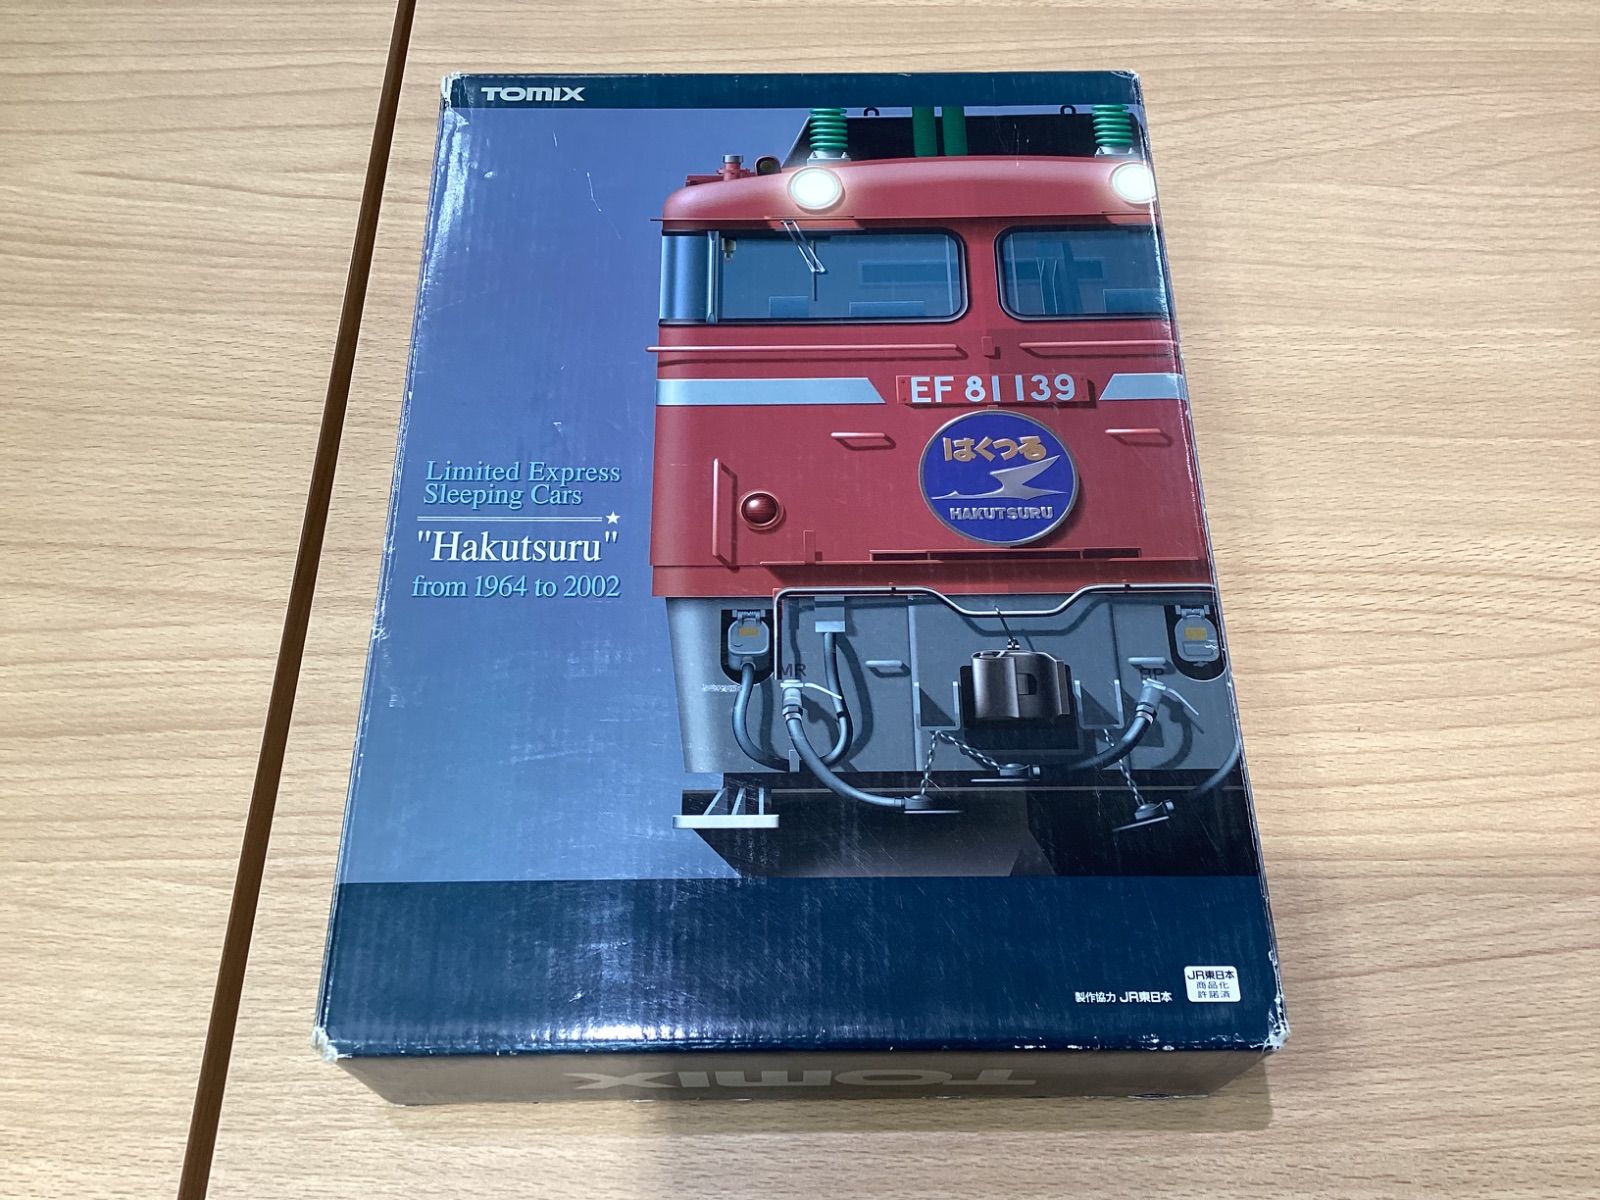 TOMIX
EF 81 139
はくつる
HAKUTSURU
Limited Express
Sleeping Cars
"Hakutsuru"
from 1964 to 2002
MR
製作協力 JR東日本
JR東日本
商品化
許諾済
TOMIX